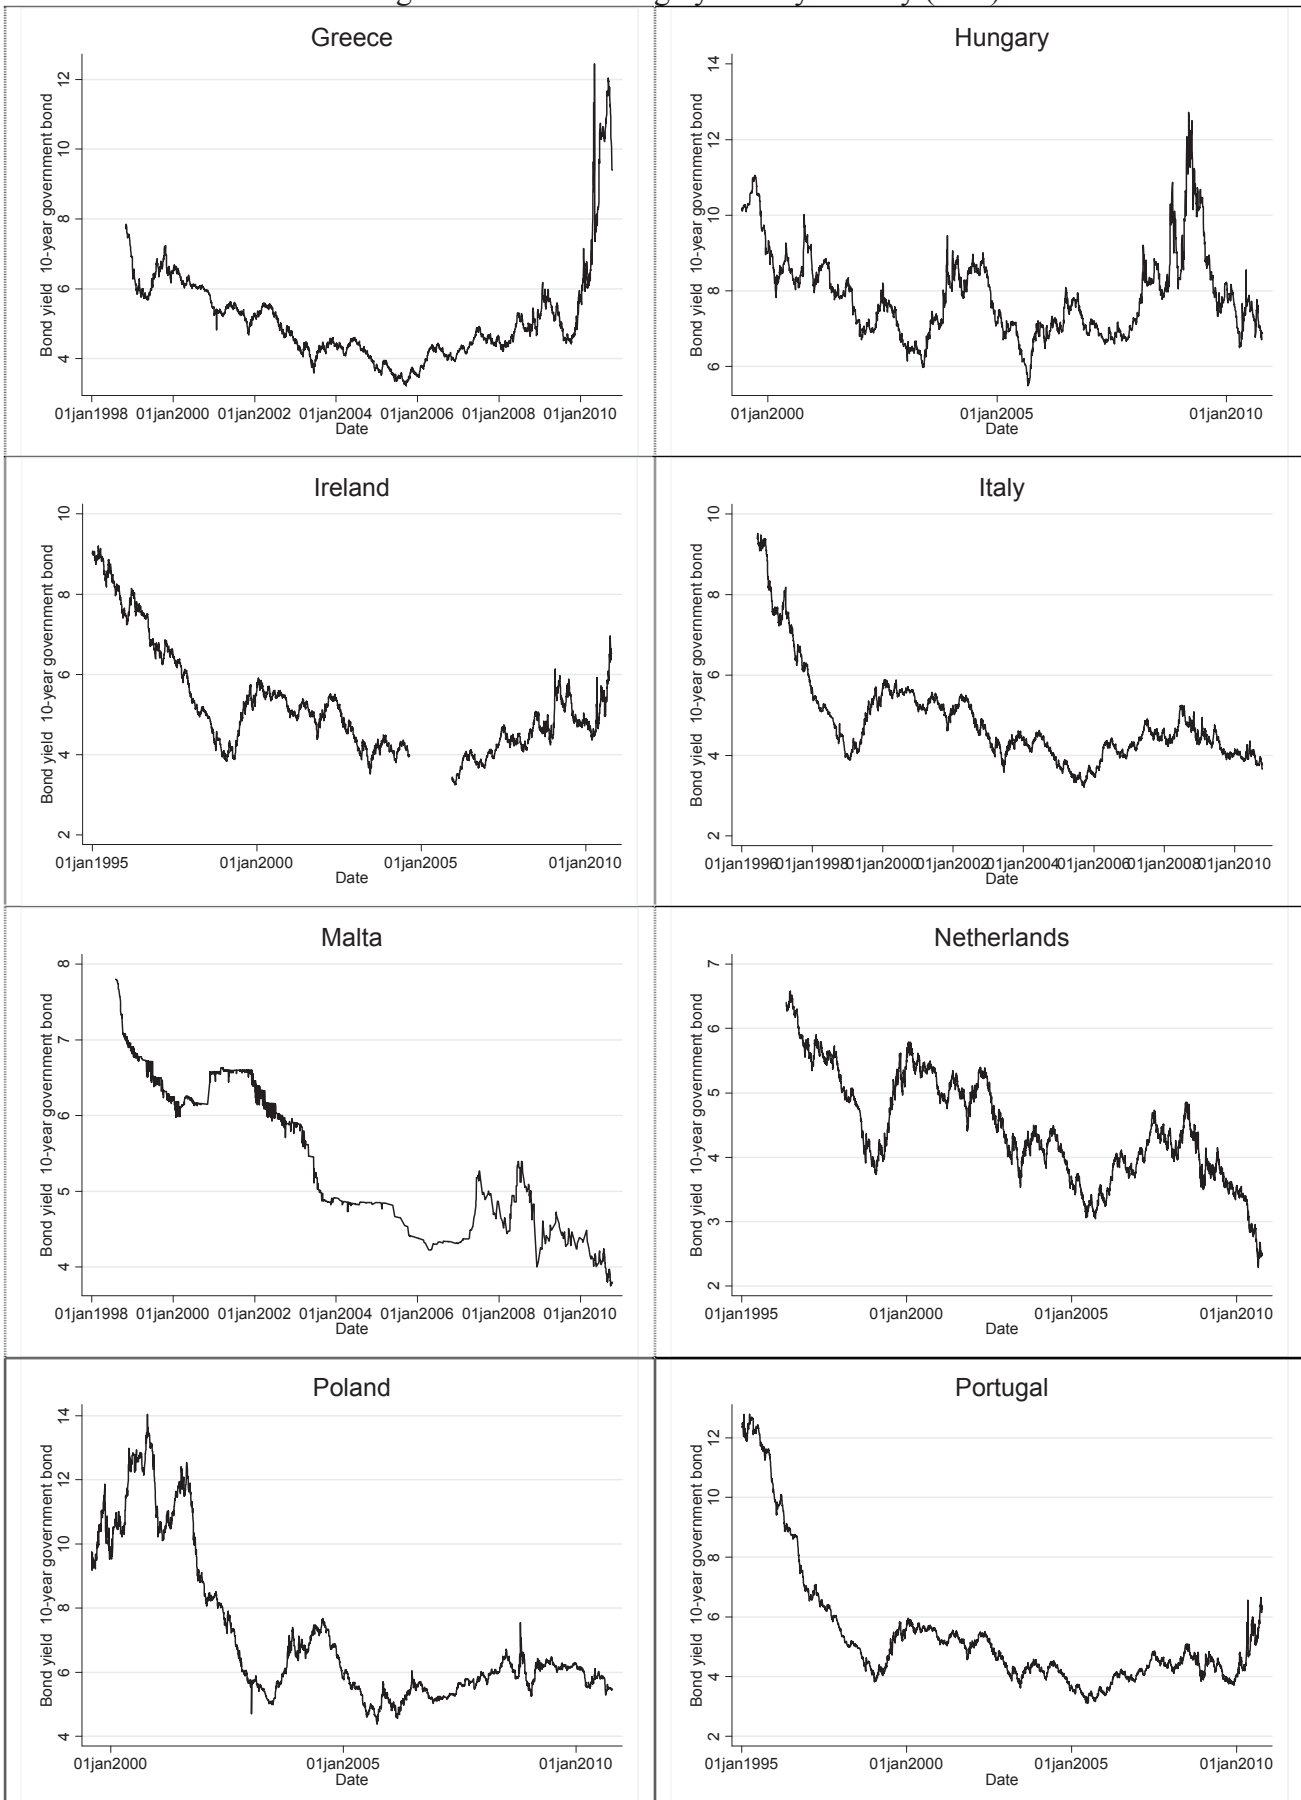 Greece
Bond yield 10-year government bond
12
10
8
6
4
01jan1998 01jan2000 01jan2002 01jan2004 01jan2006 01jan2008 01jan2010
Date
Hungary
Bond yield 10-year government bond
14
12
10
8
6
01jan2000 01jan2005 01jan2010
Date
Ireland
Bond yield 10-year government bond
10
8
6
4
2
01jan1995 01jan2000 01jan2005 01jan2010
Date
Italy
Bond yield 10-year government bond
10
8
6
4
2
01jan1996 01jan1998 01jan2000 01jan2002 01jan2004 01jan2006 01jan2008 01jan2010
Date
Malta
Bond yield 10-year government bond
8
7
6
5
4
01jan1998 01jan2000 01jan2002 01jan2004 01jan2006 01jan2008 01jan2010
Date
Netherlands
Bond yield 10-year government bond
7
6
5
4
3
2
01jan1995 01jan2000 01jan2005 01jan2010
Date
Poland
Bond yield 10-year government bond
14
12
10
8
6
4
01jan2000 01jan2005 01jan2010
Date
Portugal
Bond yield 10-year government bond
12
10
8
6
4
2
01jan1995 01jan2000 01jan2005 01jan2010
Date